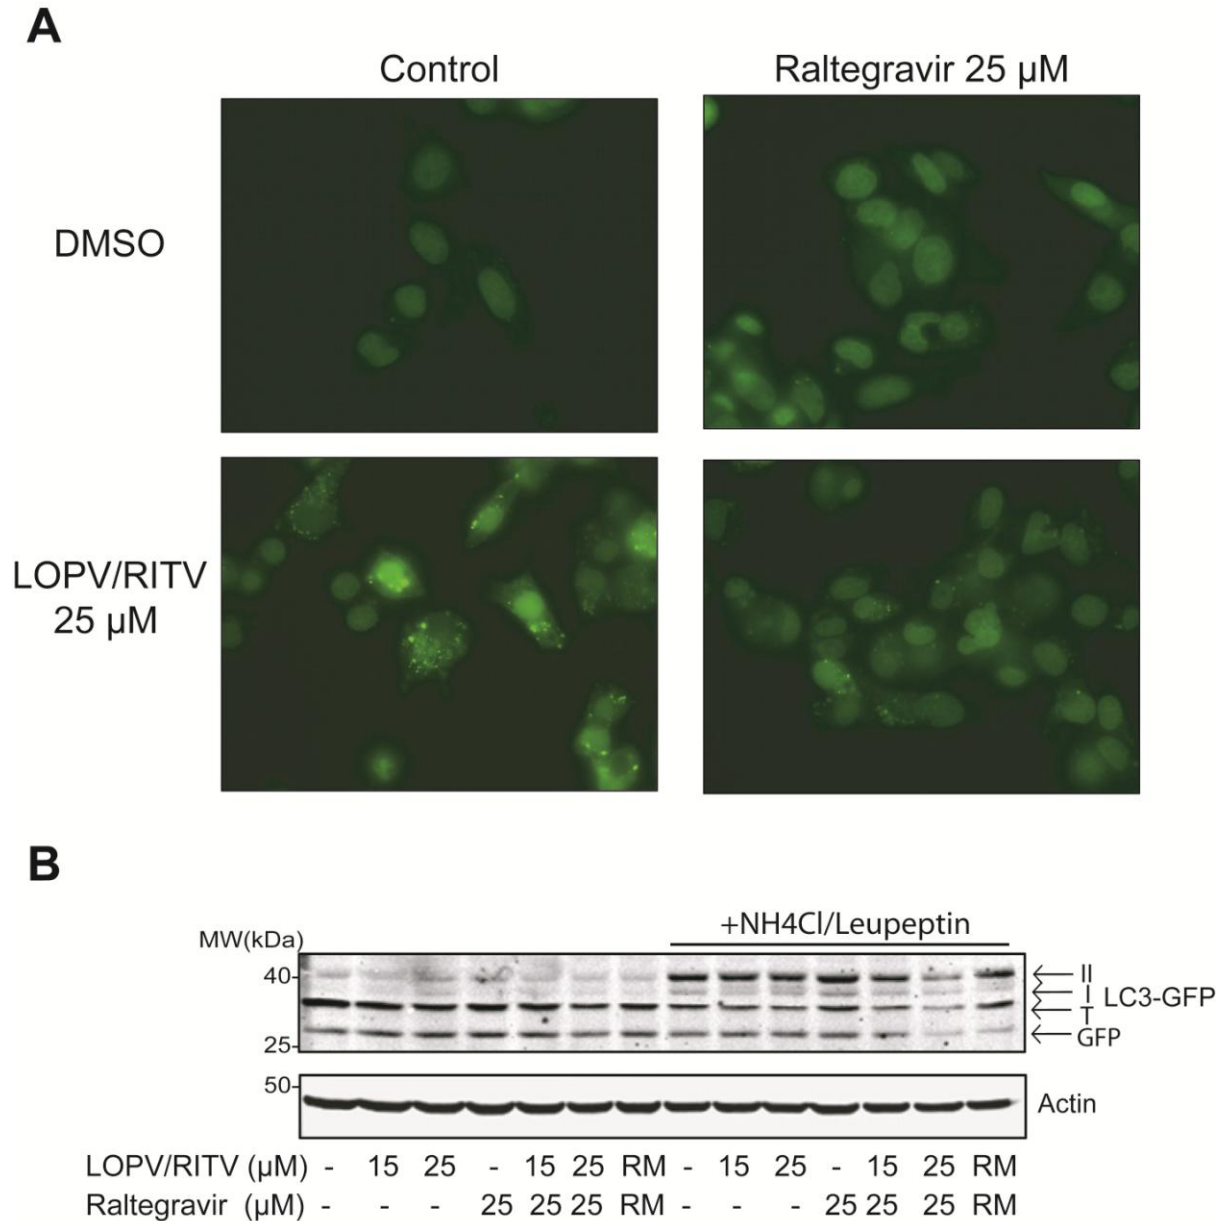 A
Control
Raltegravir 25 µM
DMSO
LOPV/RITV
25 µM
B
+NH4Cl/Leupeptin
MW(kDa)
40
25
II
I
T
LC3-GFP
GFP
50
Actin
LOPV/RITV (µM) - 15 25 - 15 25 RM - 15 25 - 15 25 RM
Raltegravir (µM) - - - 25 25 25 RM - - - 25 25 25 RM